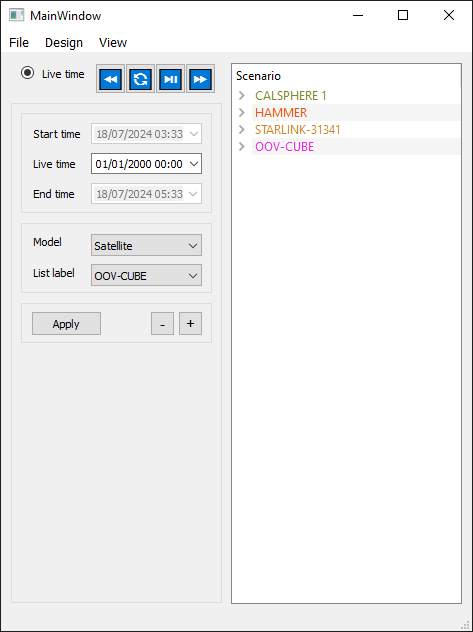 MainWindow
File Design View
Live time
Start time 18/07/2024 03:33
Live time 01/01/2000 00:00
End time 18/07/2024 05:33
Model Satellite
List label OOV-CUBE
Apply - +
Scenario
CALSPHERE 1
HAMMER
STARLINK-31341
OOV-CUBE